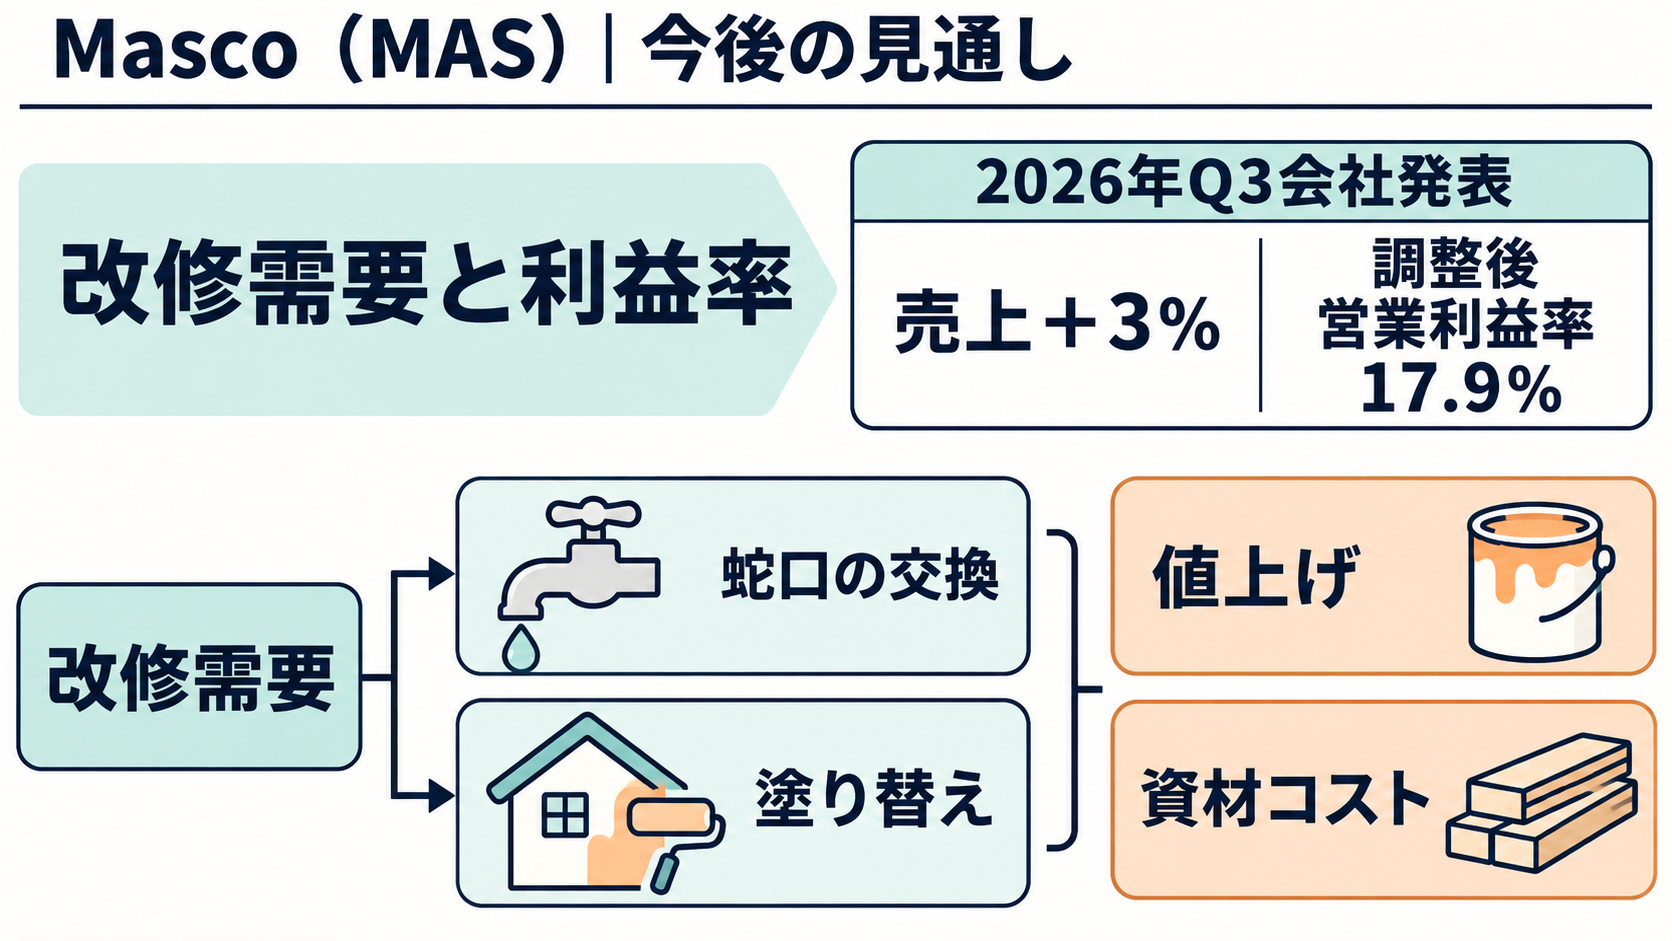 Masco（MAS）｜今後の見通し
改修需要と利益率
2026年Q3会社発表
売上＋3%
調整後
営業利益率
17.9%
改修需要
蛇口の交換
塗り替え
値上げ
資材コスト